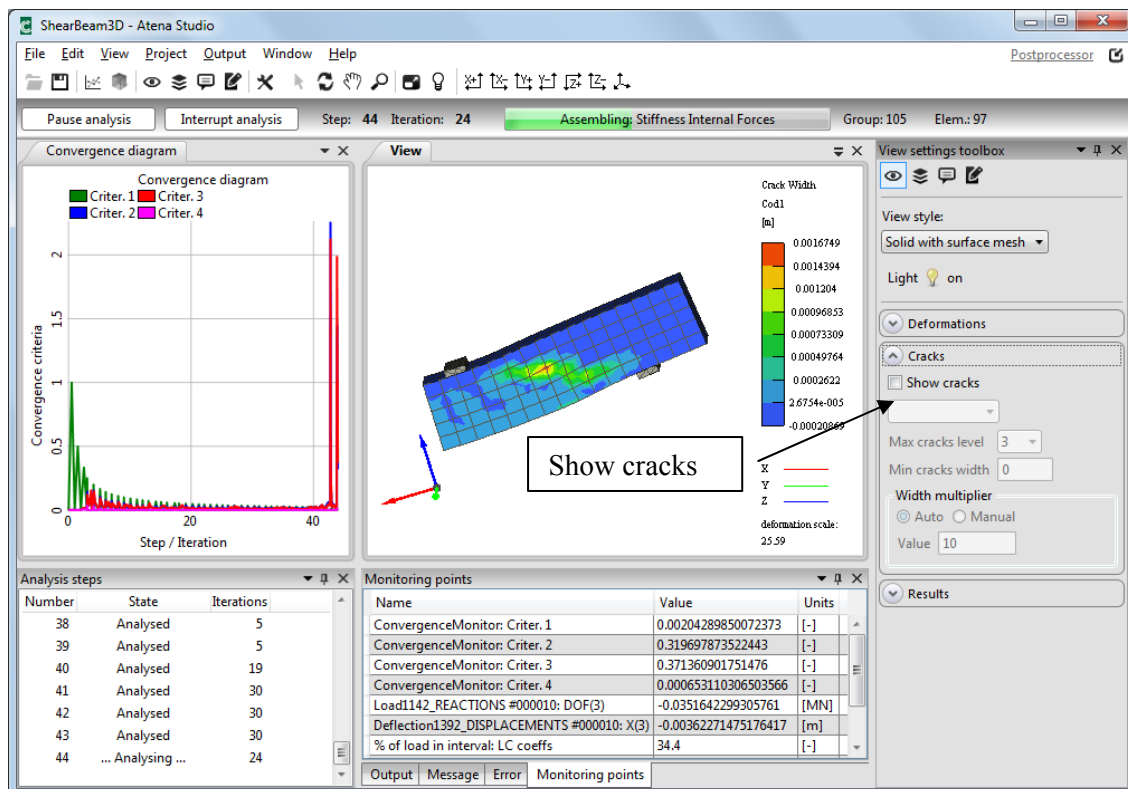 ShearBeam3D - Atena Studio
File Edit View Project Output Window Help
Postprocessor
X+ X- Y+ Y- Z+ Z-
Pause analysis Interrupt analysis Step: 44 Iteration: 24 Assembling: Stiffness Internal Forces Group: 105 Elem.: 97
Convergence diagram
Convergence diagram
Criter. 1 Criter. 3
Criter. 2 Criter. 4
Convergence criteria
2
1.5
1
0.5
0
0 20 40
Step / Iteration
View
Crack Width
Cod1
[m]
0.0016749
0.0014394
0.001204
0.00096853
0.00073309
0.00049764
0.0002622
2.6754e-005
-0.00020869
X
Y
Z
deformation scale:
25.59
Show cracks
View settings toolbox
View style:
Solid with surface mesh
Light on
Deformations
Cracks
Show cracks
Max cracks level 3
Min cracks width 0
Width multiplier
Auto Manual
Value 10
Results
Analysis steps
Number State Iterations
38 Analysed 5
39 Analysed 5
40 Analysed 19
41 Analysed 30
42 Analysed 30
43 Analysed 30
44 ... Analysing ... 24
Monitoring points
Name Value Units
ConvergenceMonitor: Criter. 1 0.00204289850072373 [-]
ConvergenceMonitor: Criter. 2 0.319697873522443 [-]
ConvergenceMonitor: Criter. 3 0.371360901751476 [-]
ConvergenceMonitor: Criter. 4 0.000653110306503566 [-]
Load1142_REACTIONS #000010: DOF(3) -0.0351642299305761 [MN]
Deflection1392_DISPLACEMENTS #000010: X(3) -0.00362271475176417 [m]
% of load in interval: LC coeffs 34.4 [-]
Output Message Error Monitoring points